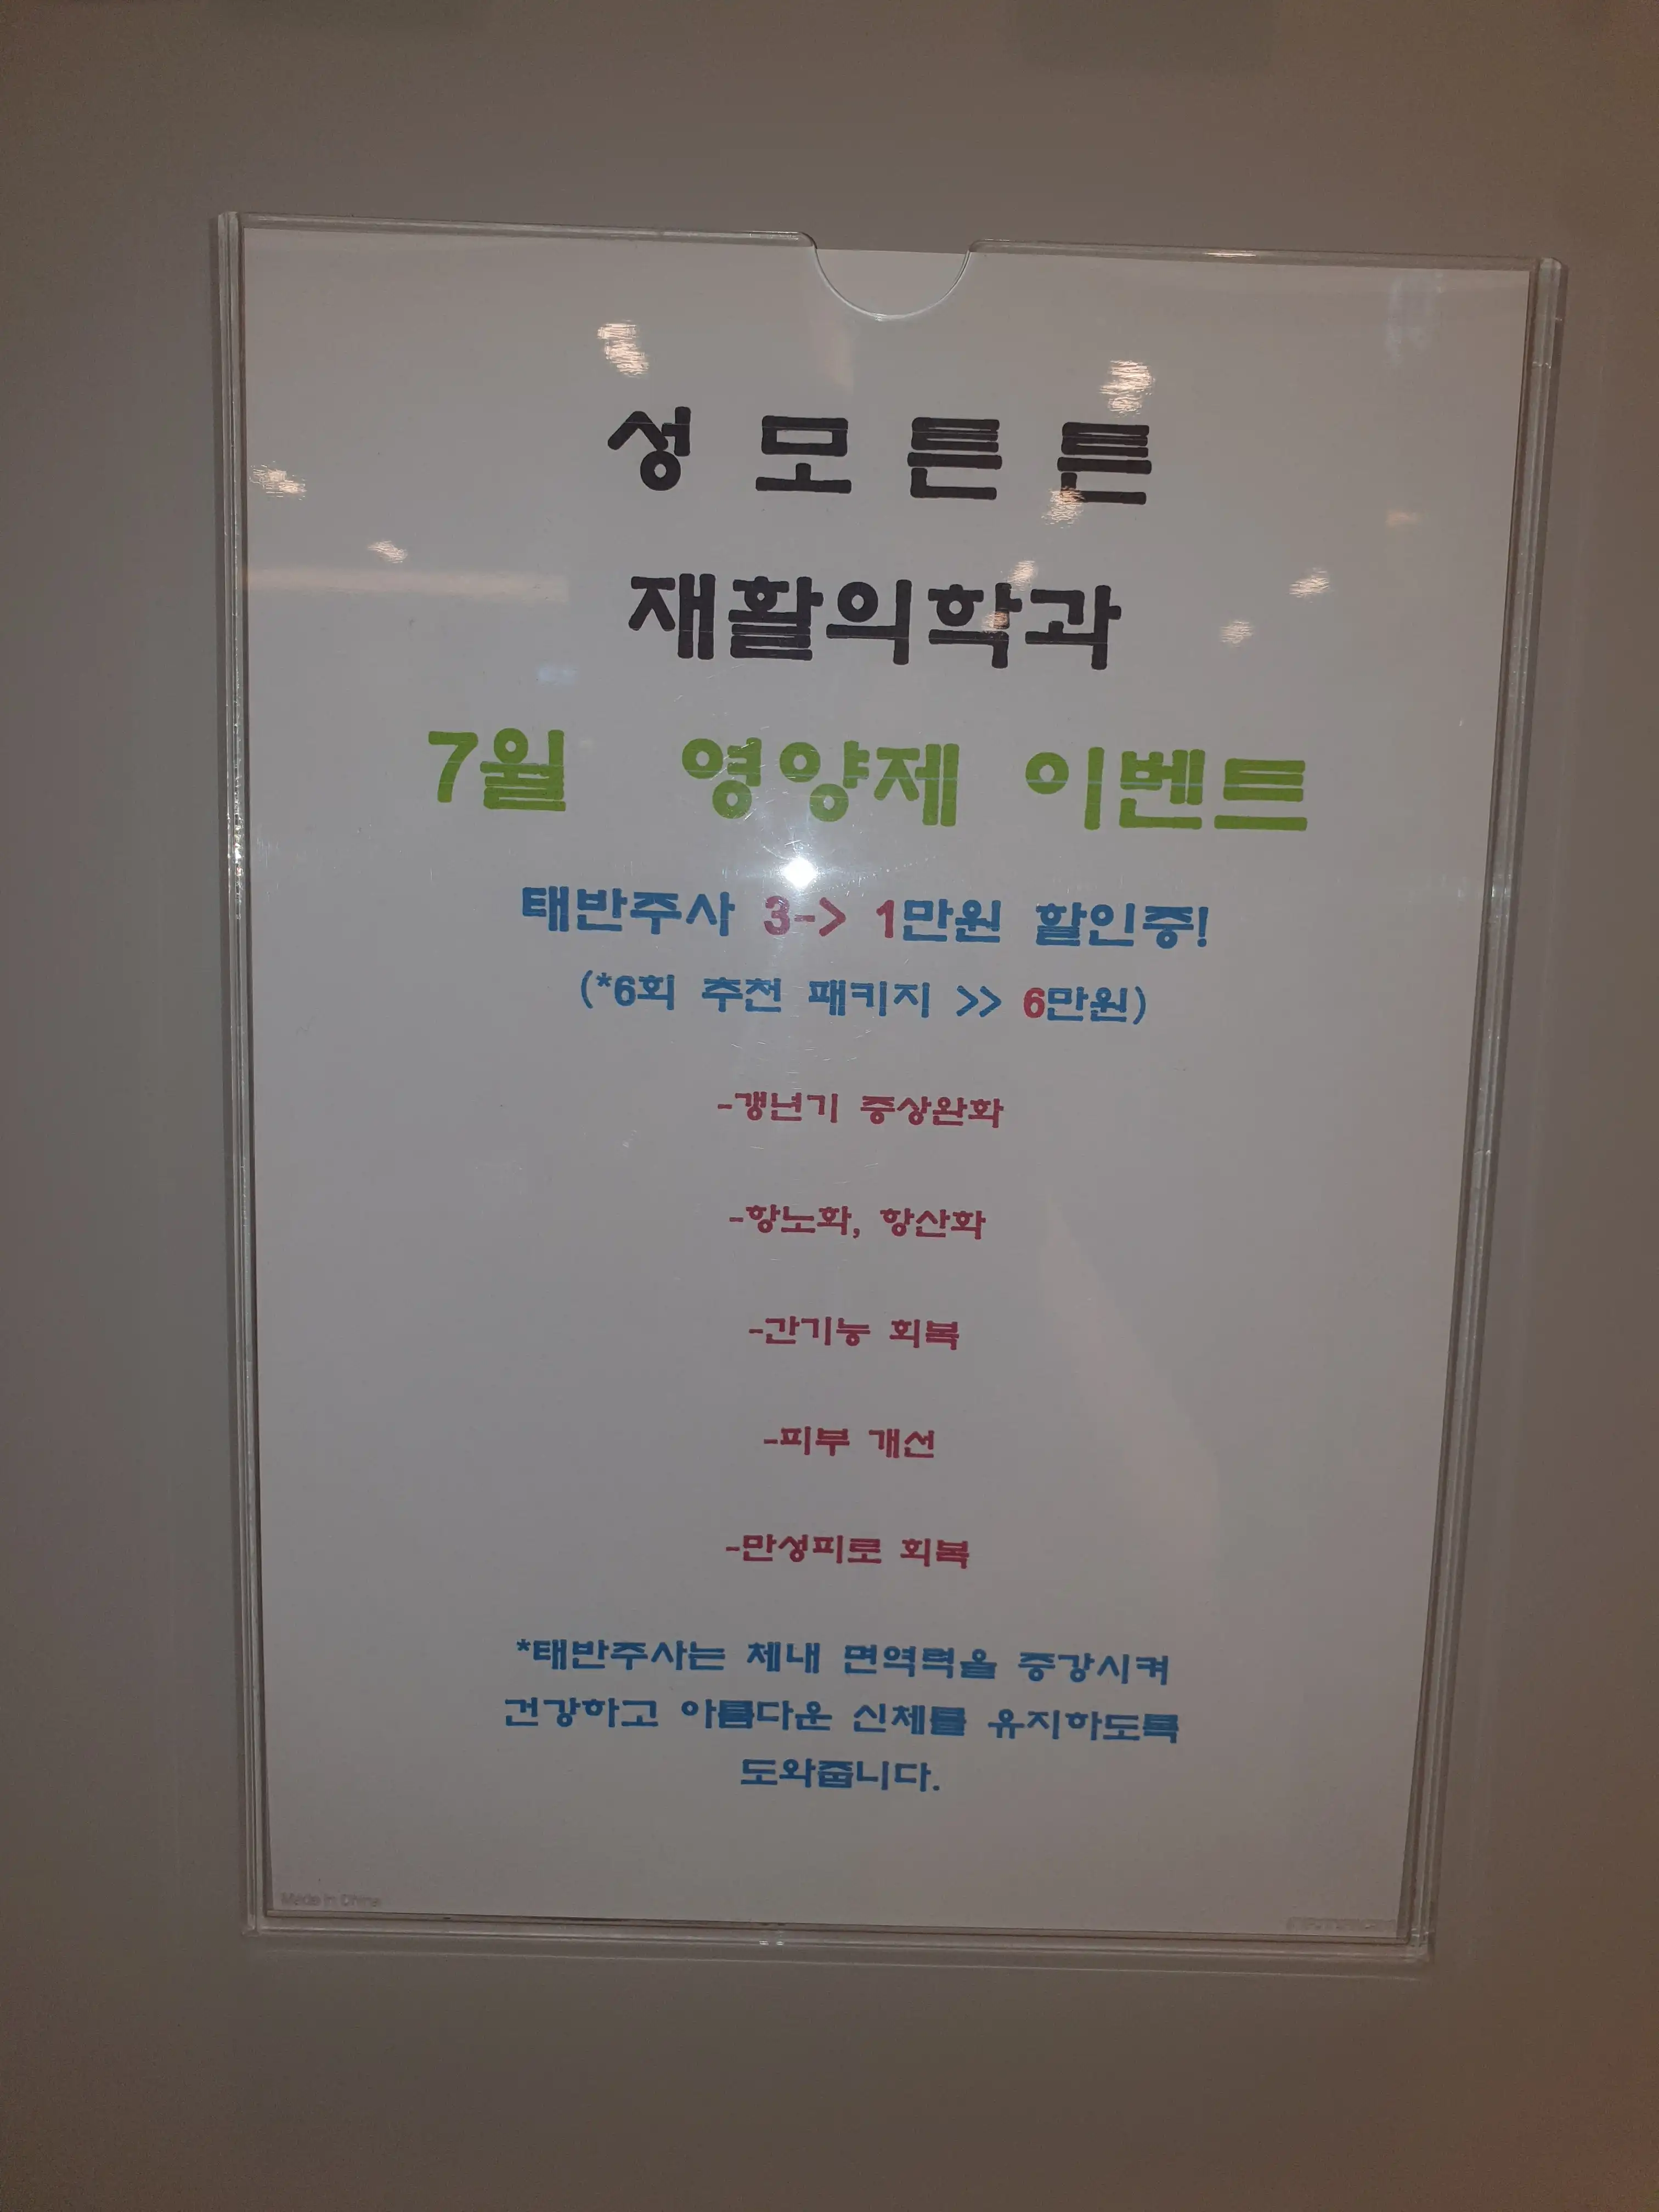 성 모 튼 튼
재활의학과
7월 영양제 이벤트
태반주사 3-> 1만원 할인중!
(*6회 추천 패키지 >> 6만원)
-갱년기 증상완화
-항노화, 항산화
-간기능 회복
-피부 개선
-만성피로 회복
*태반주사는 체내 면역력을 증강시켜
건강하고 아름다운 신체를 유지하도록
도와줍니다.
Made in China